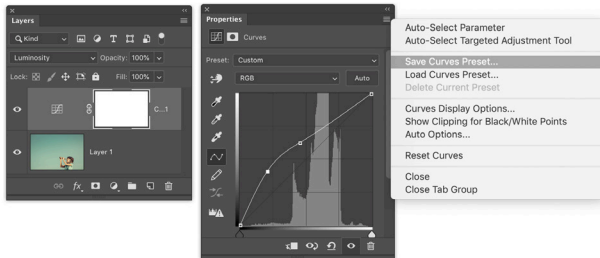 Layers
Kind
Luminosity
Opacity: 100%
Lock:
Fill: 100%
C...1
Layer 1
fx
Properties
Curves
Preset: Custom
RGB
Auto
Auto-Select Parameter
Auto-Select Targeted Adjustment Tool
Save Curves Preset...
Load Curves Preset...
Delete Current Preset
Curves Display Options...
Show Clipping for Black/White Points
Auto Options...
Reset Curves
Close
Close Tab Group